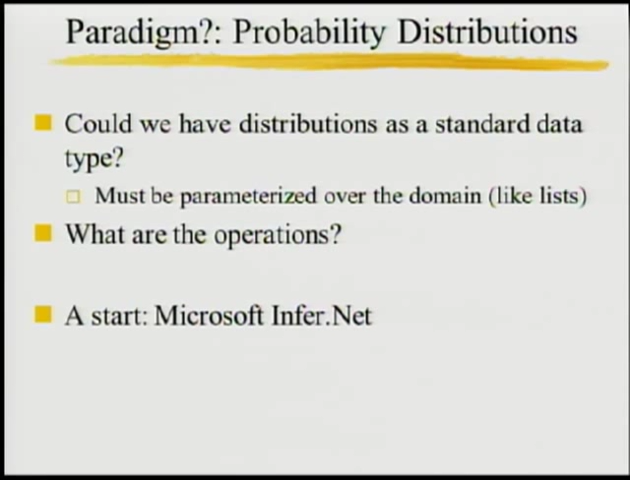 Paradigm?: Probability Distributions
Could we have distributions as a standard data
type?
Must be parameterized over the domain (like lists)
What are the operations?
A start: Microsoft Infer.Net